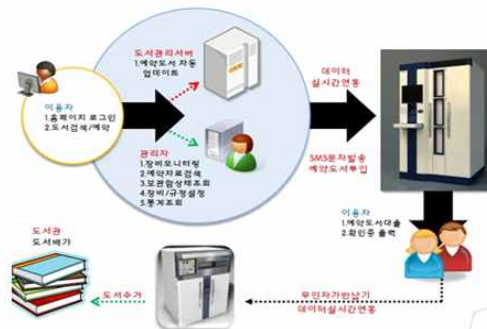 도서관리서버
1.예약도서 자동
업데이트
데이터
실시간연동
이용자
1.홈페이지 로그인
2.도서검색/예약
관리자
1.장비모니터링
2.예약자료검색
3.보관함상태조회
4.장비/규정설정
5.통계조회
SMS문자발송
예약도서투입
이용자
1.예약도서대출
2.확인증 출력
도서관
도서배가
도서수거
무인자가반납기
데이터실시간연동